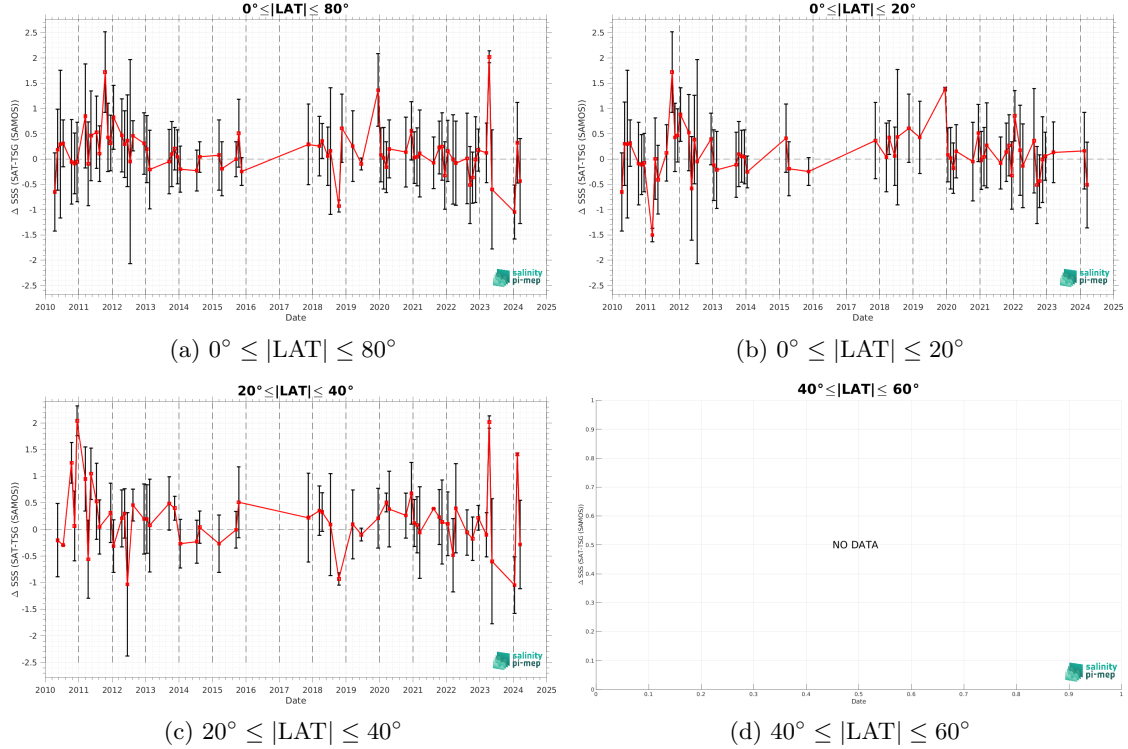 0°≤|LAT|≤ 80°
Δ SSS (SAT-TSG (SAMOS))
2.5
2
1.5
1
0.5
0
-0.5
-1
-1.5
-2
-2.5
2010 2011 2012 2013 2014 2015 2016 2017 2018 2019 2020 2021 2022 2023 2024 2025
Date
salinity
pi-mep
(a) 0° ≤ |LAT| ≤ 80°
0°≤|LAT|≤ 20°
Δ SSS (SAT-TSG (SAMOS))
2.5
2
1.5
1
0.5
0
-0.5
-1
-1.5
-2
-2.5
2010 2011 2012 2013 2014 2015 2016 2017 2018 2019 2020 2021 2022 2023 2024 2025
Date
salinity
pi-mep
(b) 0° ≤ |LAT| ≤ 20°
20°≤|LAT|≤ 40°
Δ SSS (SAT-TSG (SAMOS))
2
1.5
1
0.5
0
-0.5
-1
-1.5
-2
-2.5
2010 2011 2012 2013 2014 2015 2016 2017 2018 2019 2020 2021 2022 2023 2024 2025
Date
salinity
pi-mep
(c) 20° ≤ |LAT| ≤ 40°
40°≤|LAT|≤ 60°
Δ SSS (SAT-TSG (SAMOS))
1
0.9
0.8
0.7
0.6
0.5
0.4
0.3
0.2
0.1
0
NO DATA
0 0.1 0.2 0.3 0.4 0.5 0.6 0.7 0.8 0.9 1
Date
salinity
pi-mep
(d) 40° ≤ |LAT| ≤ 60°